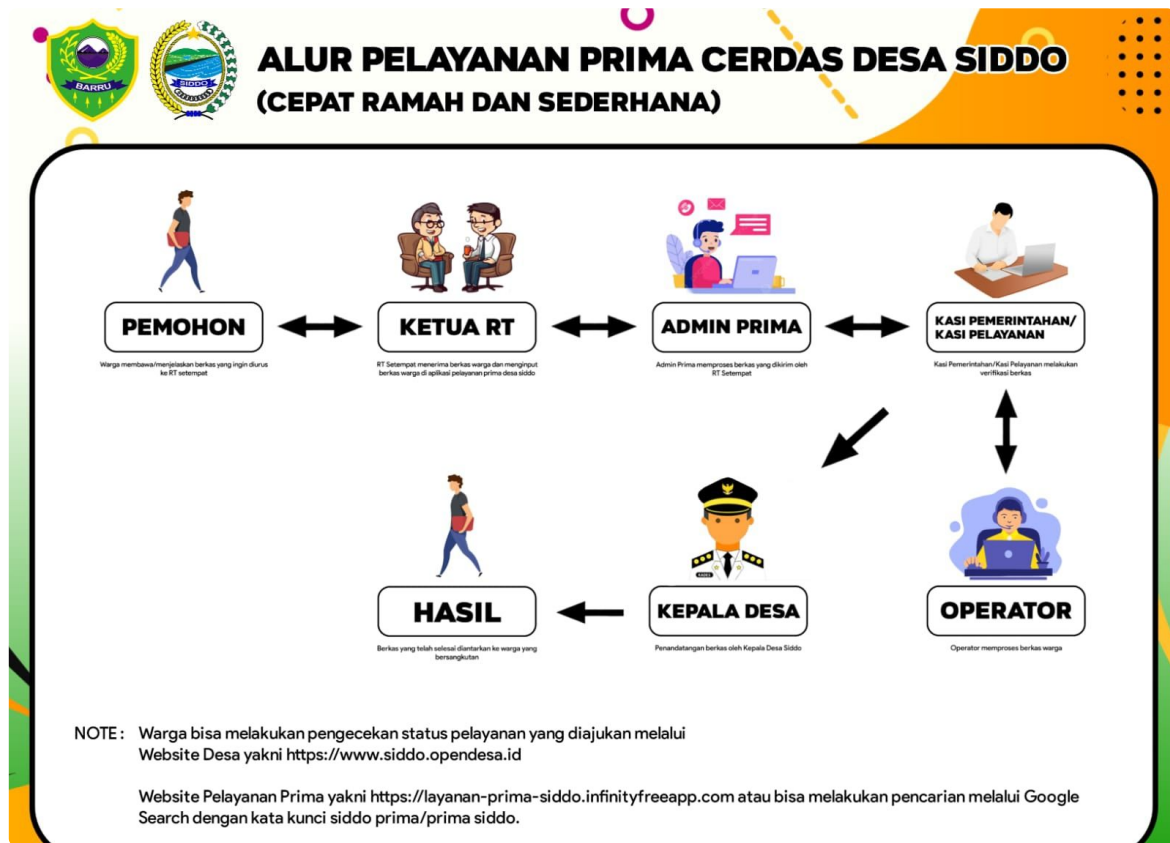 BARRU
SIDDO
ALUR PELAYANAN PRIMA CERDAS DESA SIDDO
(CEPAT RAMAH DAN SEDERHANA)
PEMOHON
Warga membawa/menjelaskan berkas yang ingin diurus
ke RT setempat
KETUA RT
RT Setempat menerima berkas warga dan menginput
berkas warga di aplikasi pelayanan prima desa siddo
ADMIN PRIMA
Admin Prima memproses berkas yang dikirim oleh
RT Setempat
KASI PEMERINTAHAN/
KASI PELAYANAN
Kasi Pemerintahan/Kasi Pelayanan melakukan
verifikasi berkas
HASIL
Berkas yang telah selesai diantarkan ke warga yang
bersangkutan
KEPALA DESA
Penandatangan berkas oleh Kepala Desa Siddo
OPERATOR
Operator memproses berkas warga
NOTE : Warga bisa melakukan pengecekan status pelayanan yang diajukan melalui
Website Desa yakni https://www.siddo.opendesa.id
Website Pelayanan Prima yakni https://layanan-prima-siddo.infinityfreeapp.com atau bisa melakukan pencarian melalui Google
Search dengan kata kunci siddo prima/prima siddo.